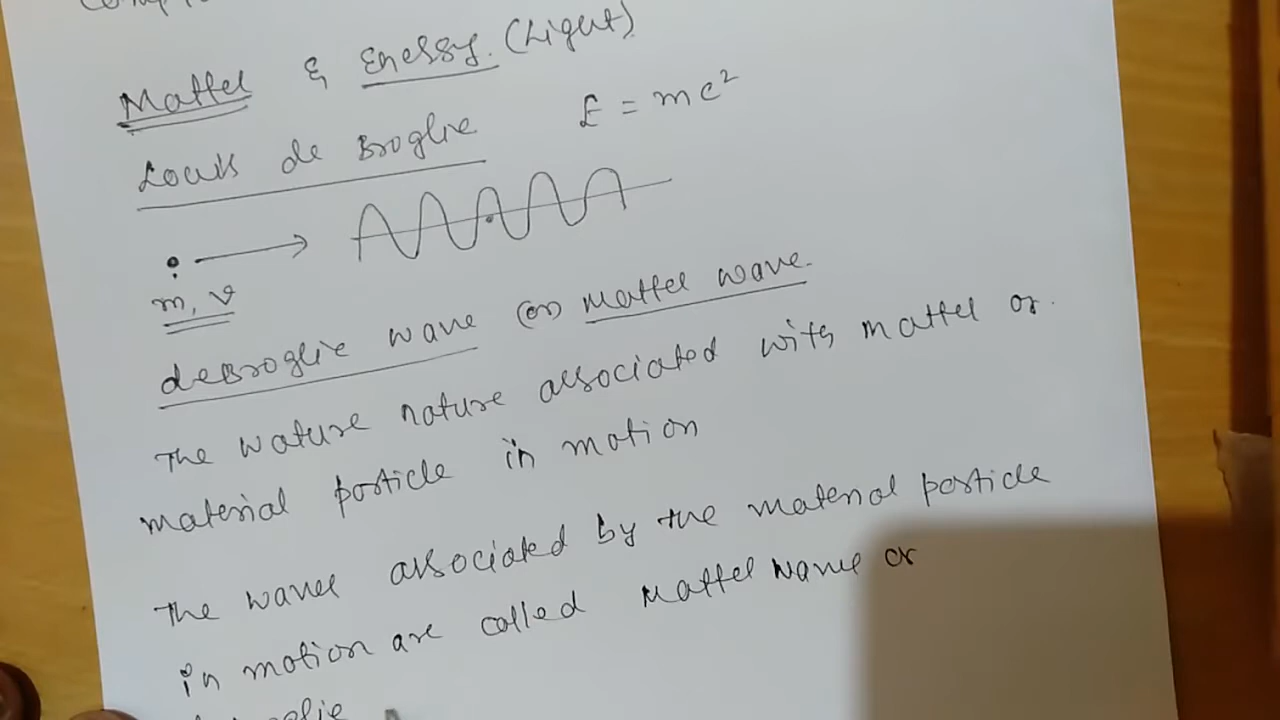 Matter & Energy. (Light)
Louis de Broglie E = mc²
m, v
deBroglie wave (or) Matter wave.
The wature nature associated with matter or
material particle in motion
The waves associated by the material particle
in motion are called Matter wave or